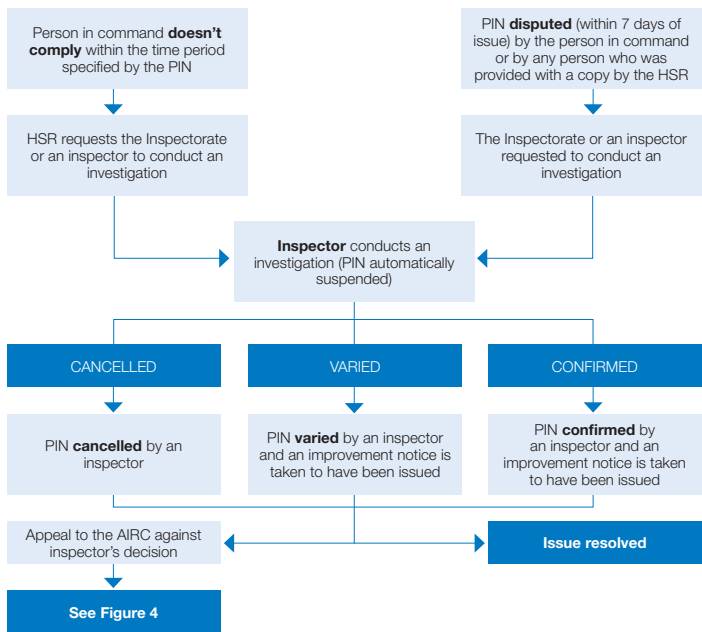 Person in command doesn't
comply within the time period
specified by the PIN
PIN disputed (within 7 days of
issue) by the person in command
or by any person who was
provided with a copy by the HSR
HSR requests the Inspectorate
or an inspector to conduct an
investigation
The Inspectorate or an inspector
requested to conduct an
investigation
Inspector conducts an
investigation (PIN automatically
suspended)
CANCELLED
VARIED
CONFIRMED
PIN cancelled by an
inspector
PIN varied by an inspector
and an improvement notice is
taken to have been issued
PIN confirmed by
an inspector and an
improvement notice is taken
to have been issued
Appeal to the AIRC against
inspector's decision
Issue resolved
See Figure 4